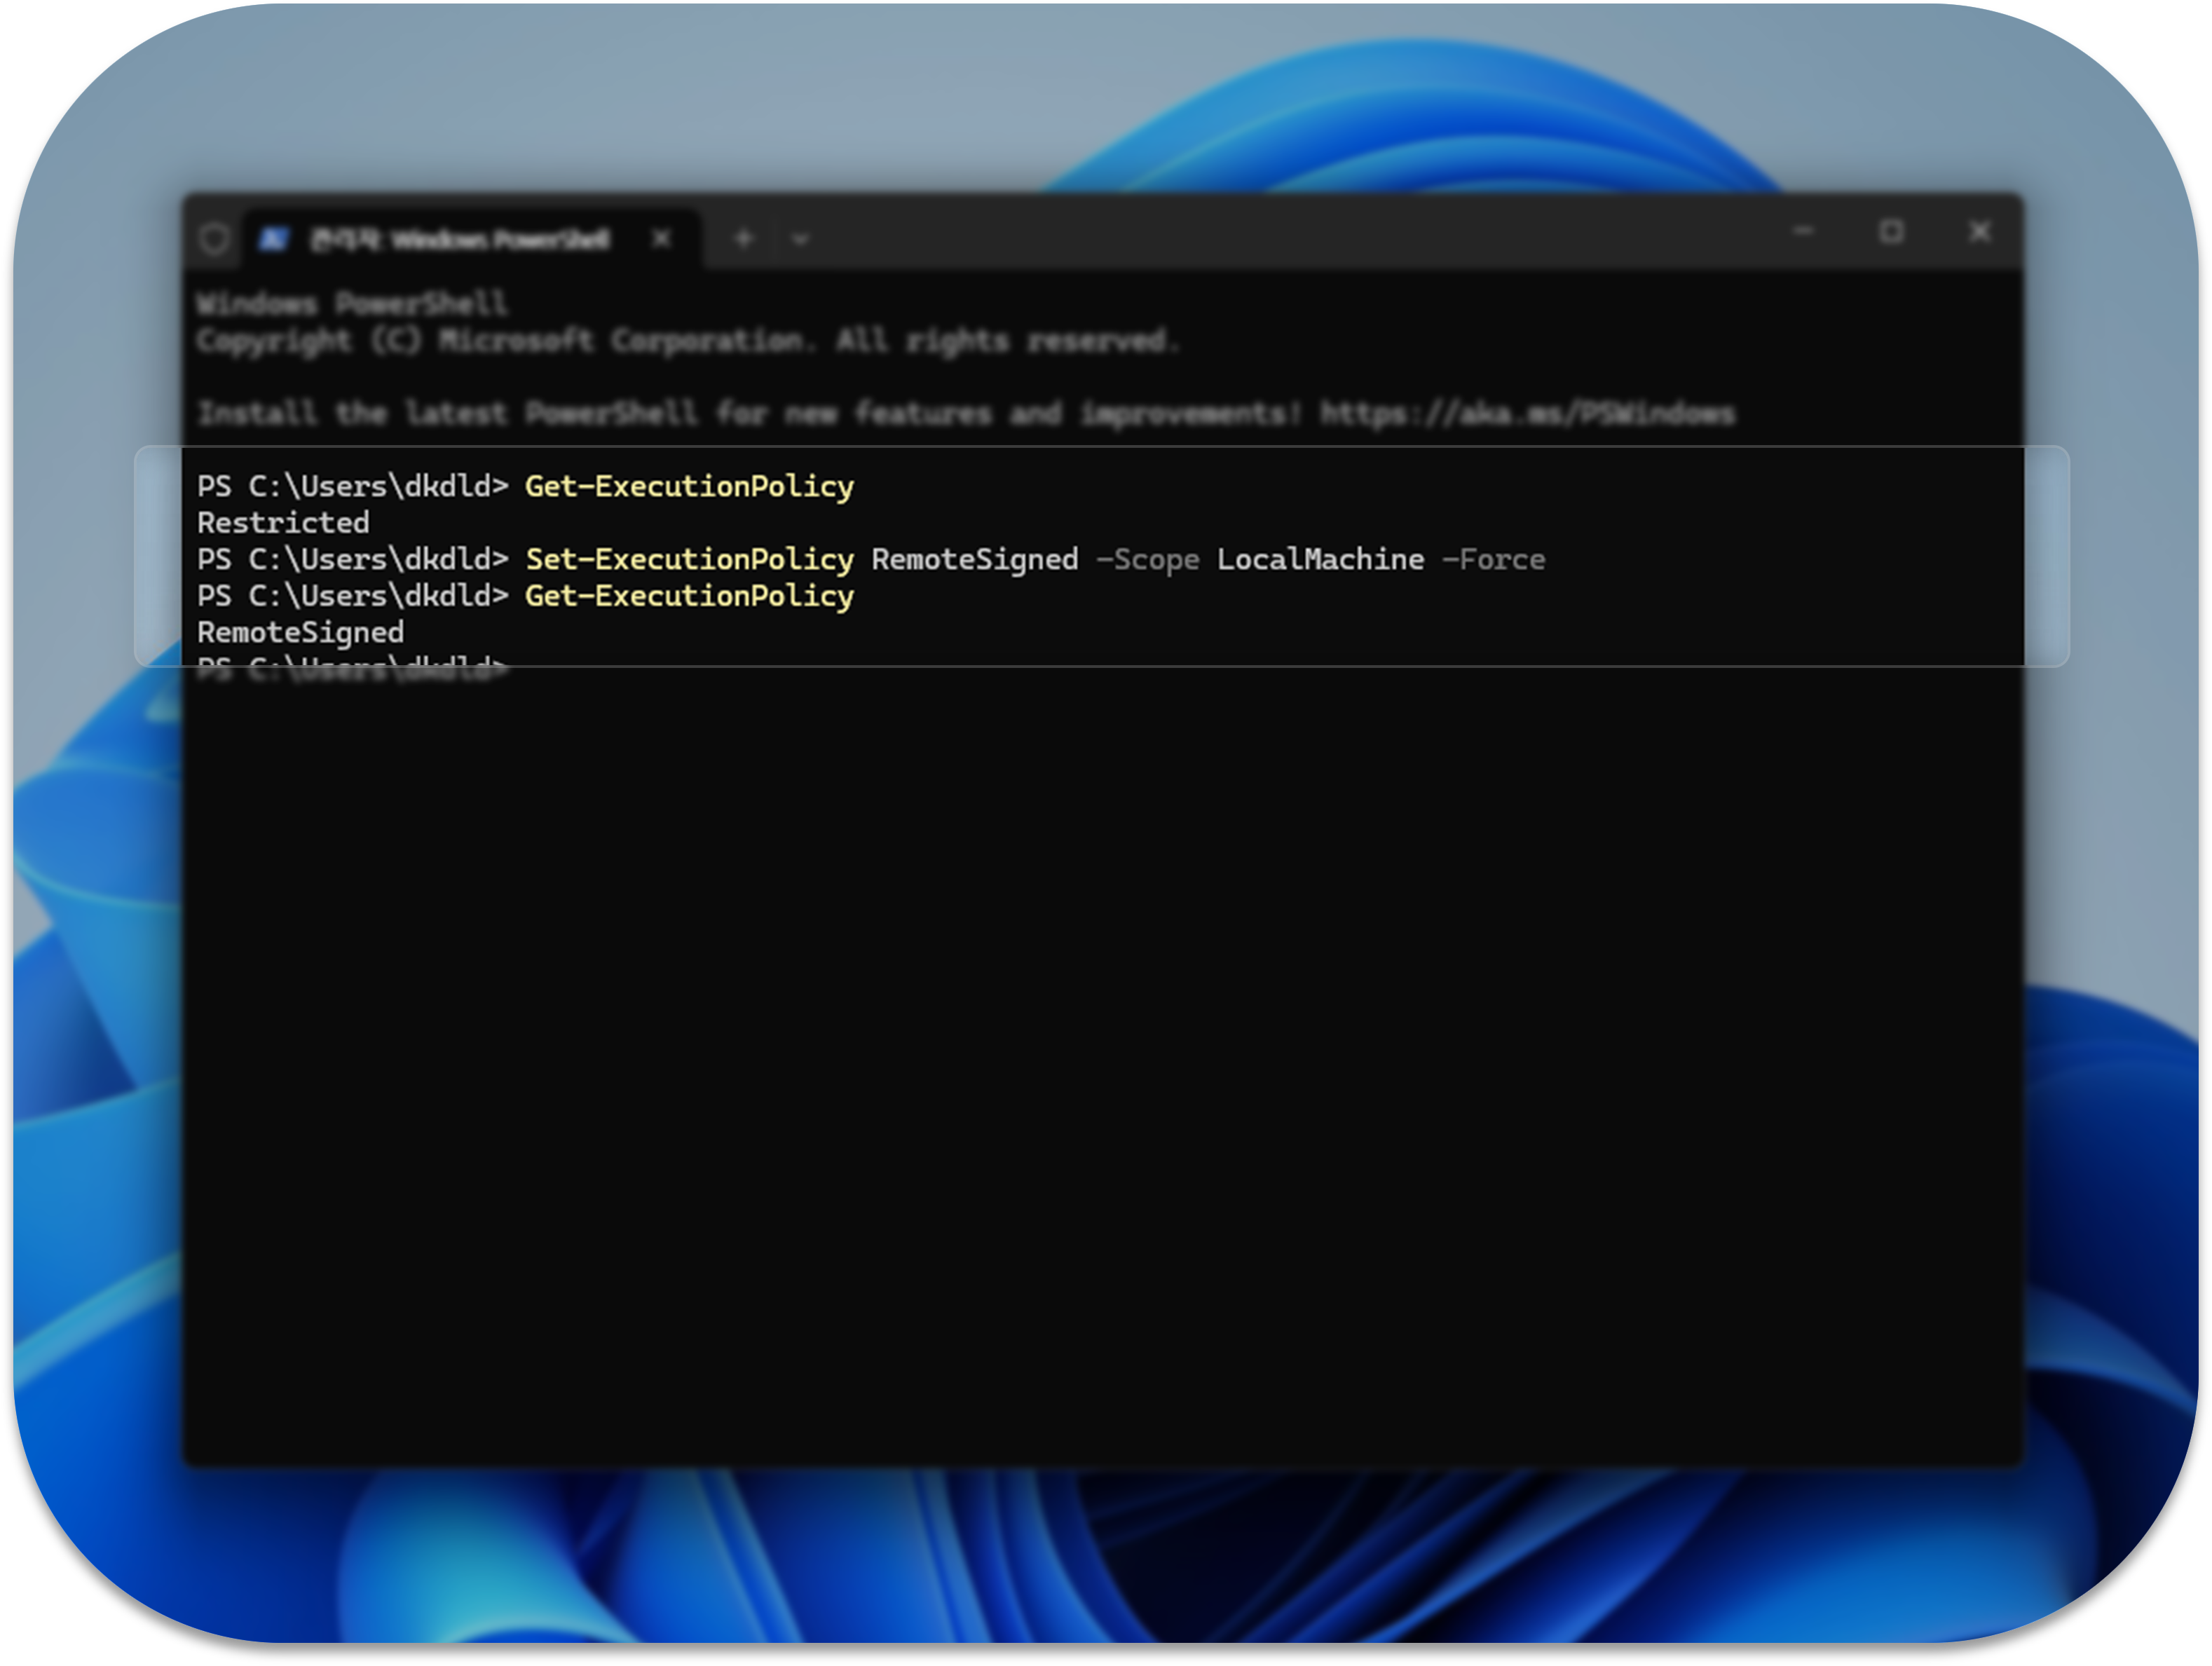 관리자: Windows PowerShell
Windows PowerShell
Copyright (C) Microsoft Corporation. All rights reserved.
Install the latest PowerShell for new features and improvements! https://aka.ms/PSWindows
PS C:\Users\dkdld> Get-ExecutionPolicy
Restricted
PS C:\Users\dkdld> Set-ExecutionPolicy RemoteSigned -Scope LocalMachine -Force
PS C:\Users\dkdld> Get-ExecutionPolicy
RemoteSigned
PS C:\Users\dkdld>